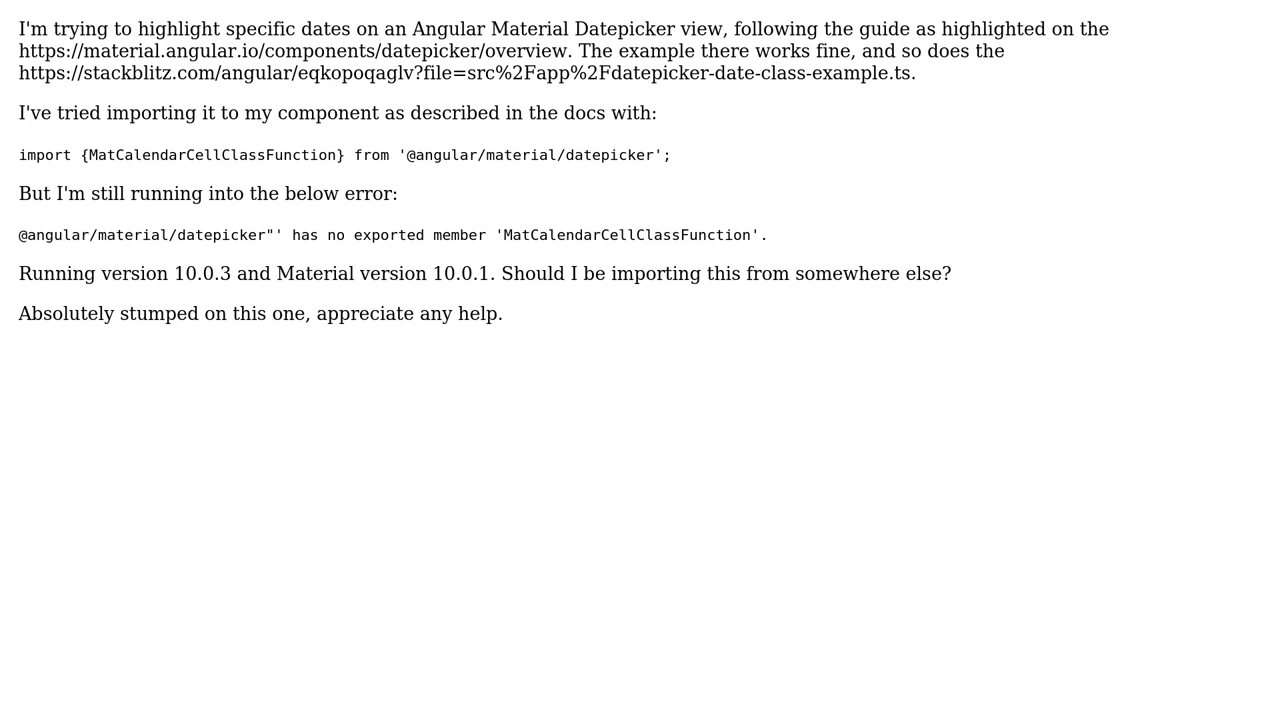 I'm trying to highlight specific dates on an Angular Material Datepicker view, following the guide as highlighted on the
https://material.angular.io/components/datepicker/overview. The example there works fine, and so does the
https://stackblitz.com/angular/eqkopoqaglv?file=src%2Fapp%2Fdatepicker-date-class-example.ts.
I've tried importing it to my component as described in the docs with:
import {MatCalendarCellClassFunction} from '@angular/material/datepicker';
But I'm still running into the below error:
@angular/material/datepicker"' has no exported member 'MatCalendarCellClassFunction'.
Running version 10.0.3 and Material version 10.0.1. Should I be importing this from somewhere else?
Absolutely stumped on this one, appreciate any help.